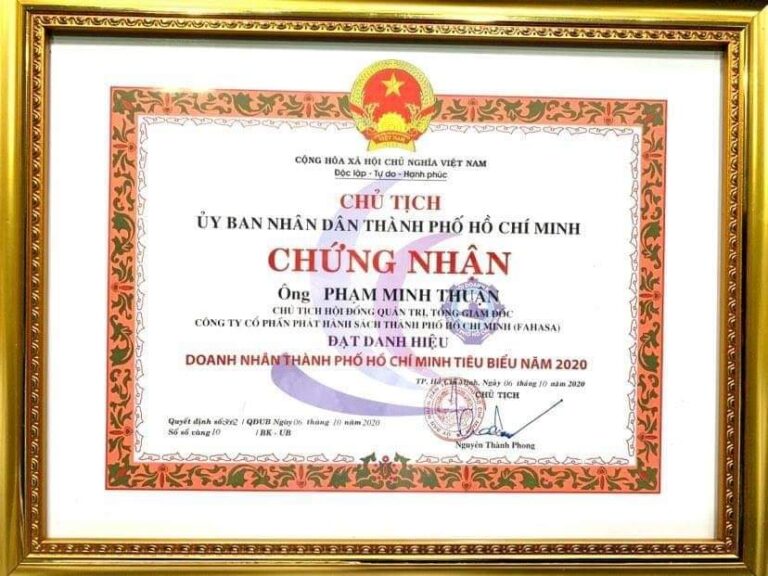 VIỆT NAM
CỘNG HÒA XÃ HỘI CHỦ NGHĨA VIỆT NAM
Độc lập - Tự do - Hạnh phúc
CHỦ TỊCH
ỦY BAN NHÂN DÂN THÀNH PHỐ HỒ CHÍ MINH
CHỨNG NHẬN
Ông PHẠM MINH THUẬN
CHỦ TỊCH HỘI ĐỒNG QUẢN TRỊ, TỔNG GIÁM ĐỐC
CÔNG TY CỔ PHẦN PHÁT HÀNH SÁCH THÀNH PHỐ HỒ CHÍ MINH (FAHASA)
ĐẠT DANH HIỆU
DOANH NHÂN THÀNH PHỐ HỒ CHÍ MINH TIÊU BIỂU NĂM 2020
TP. Hồ Chí Minh, Ngày 06 tháng 10 năm 2020
CHỦ TỊCH
Quyết định số: / QĐUB Ngày 06 tháng 10 năm 2020
Số sổ vàng 10 / BK - UB
Nguyễn Thành Phong